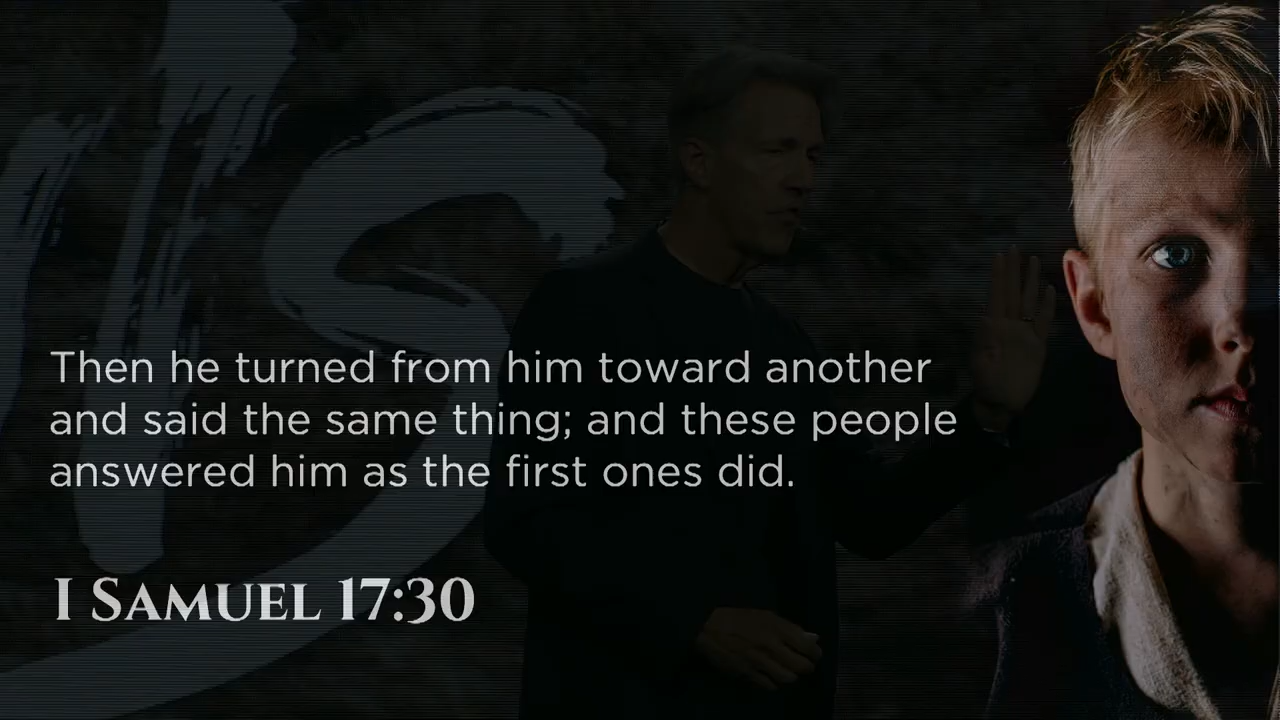 Then he turned from him toward another
and said the same thing; and these people
answered him as the first ones did.
I SAMUEL 17:30